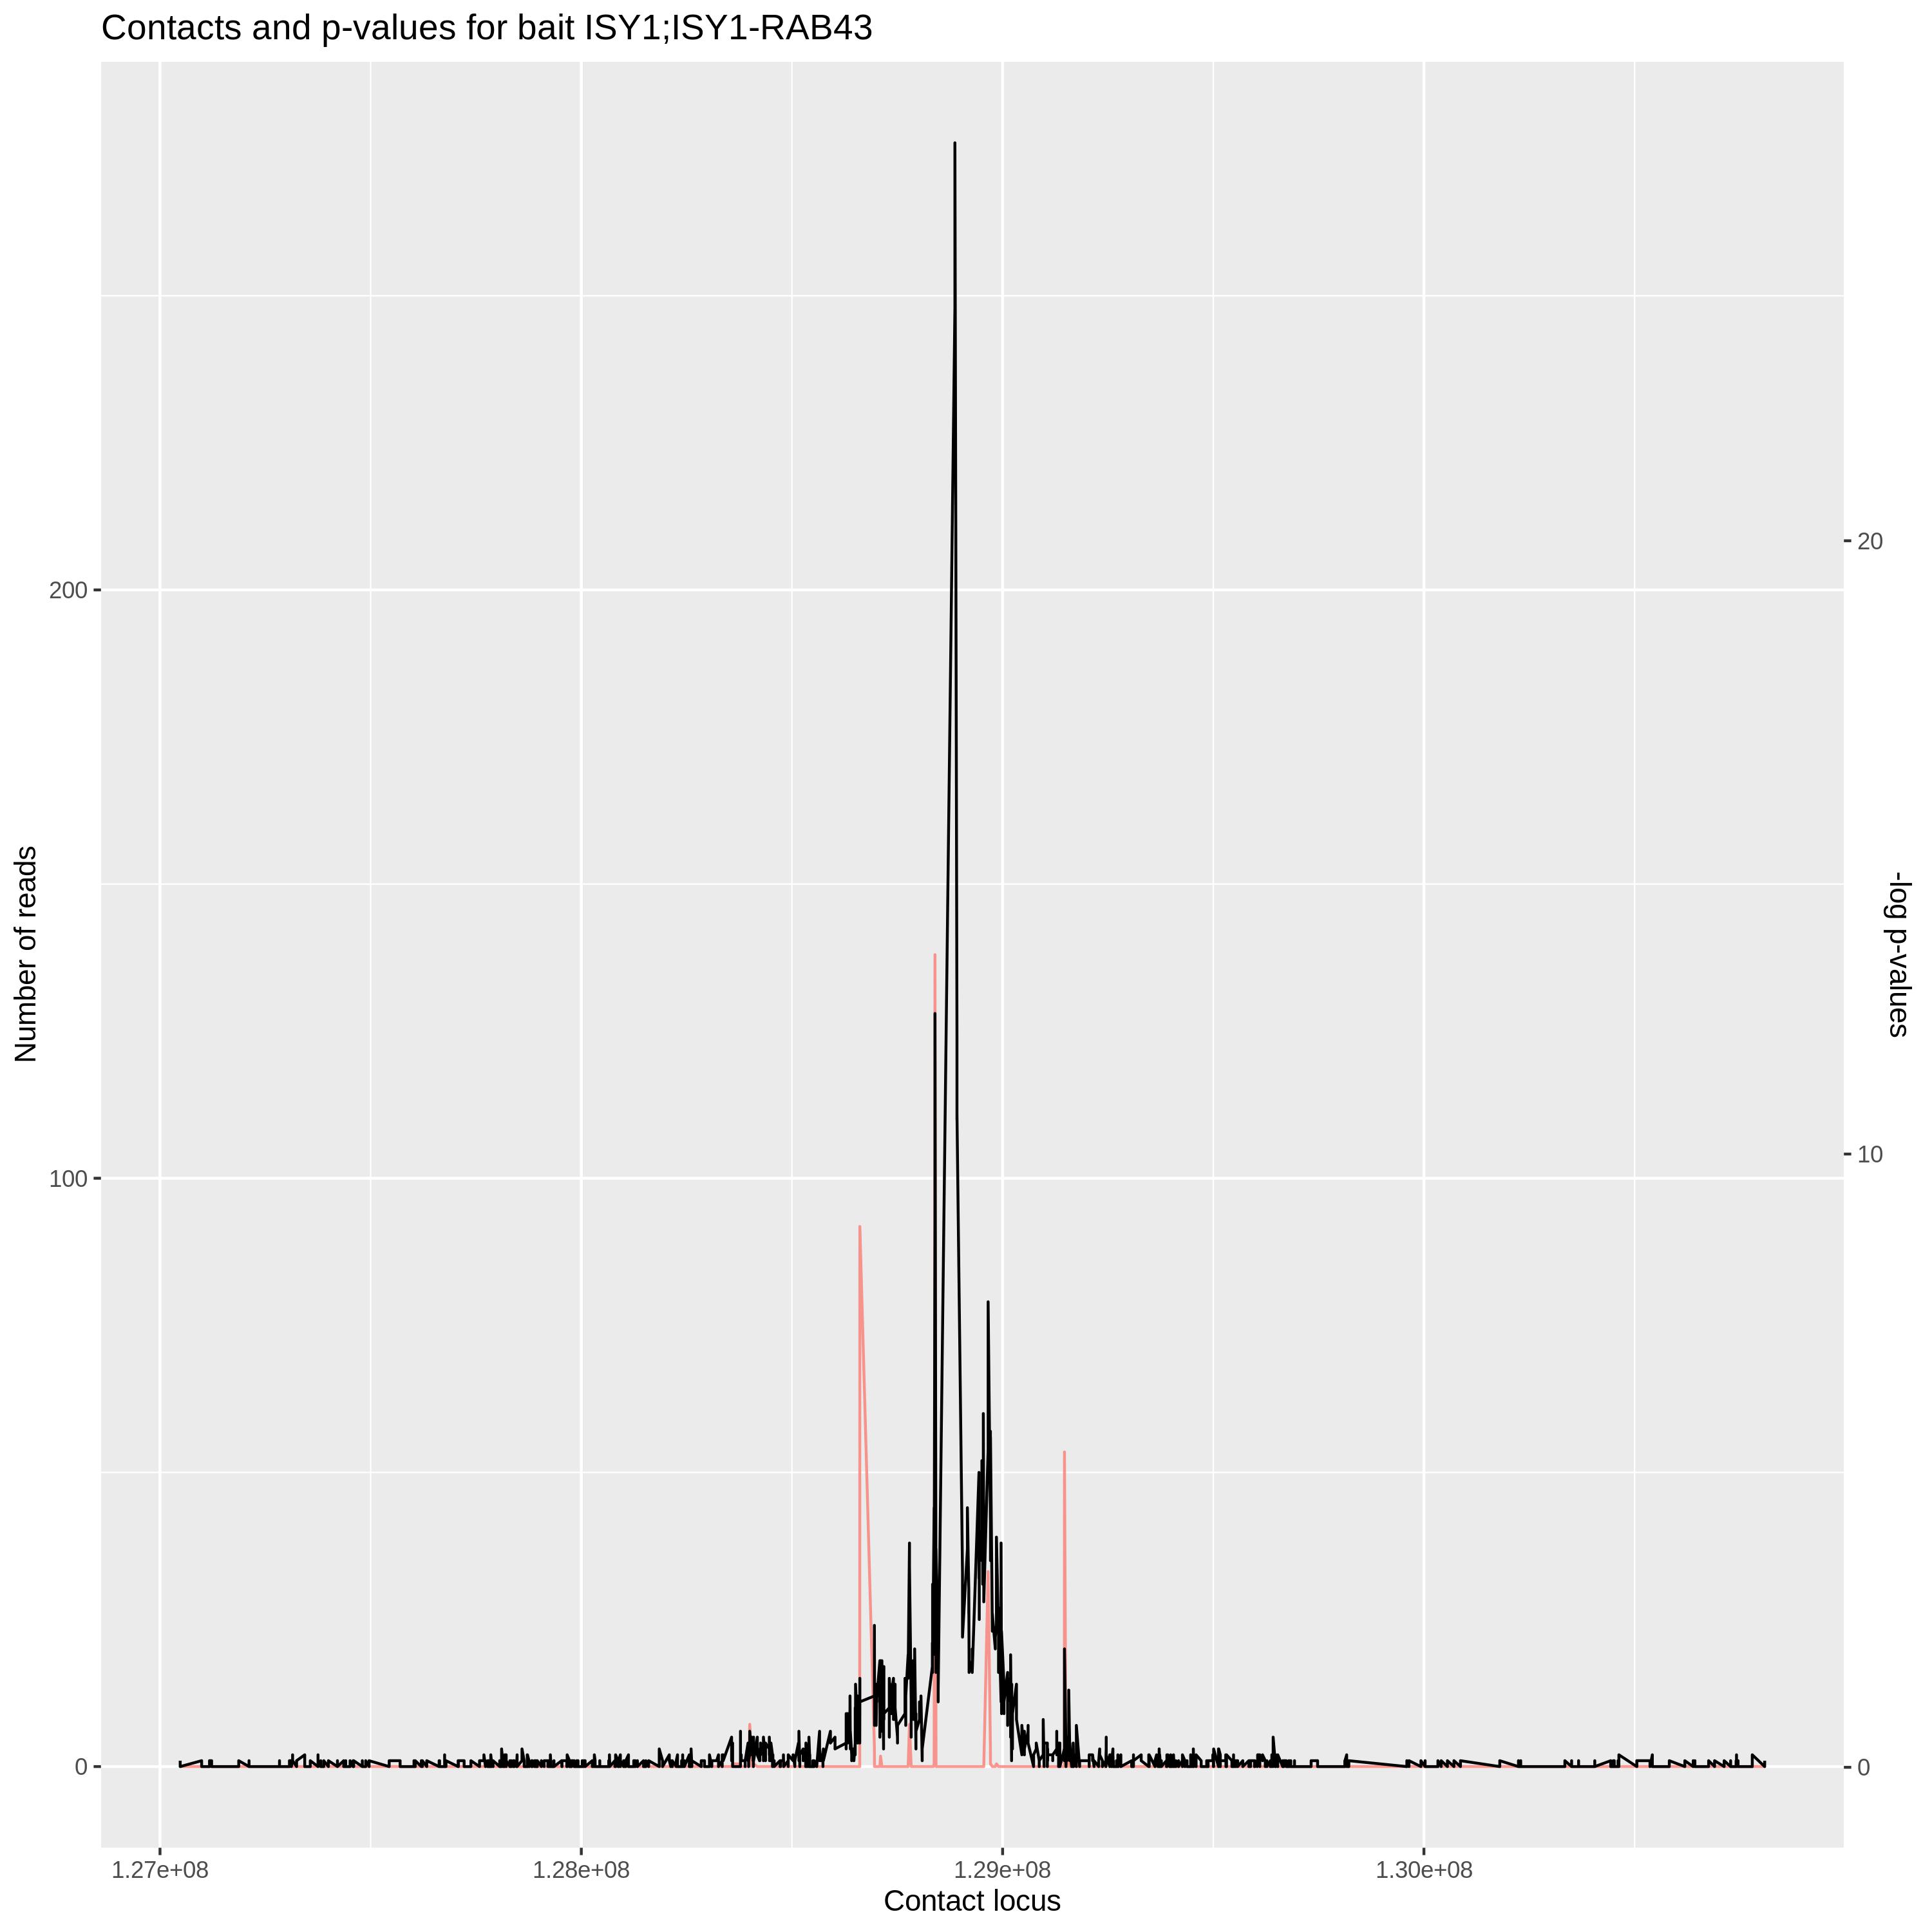 Contacts and p-values for bait ISY1;ISY1-RAB43
Number of reads
200
100
0
20
10
0
-log p-values
1.27e+08
1.28e+08
1.29e+08
1.30e+08
Contact locus